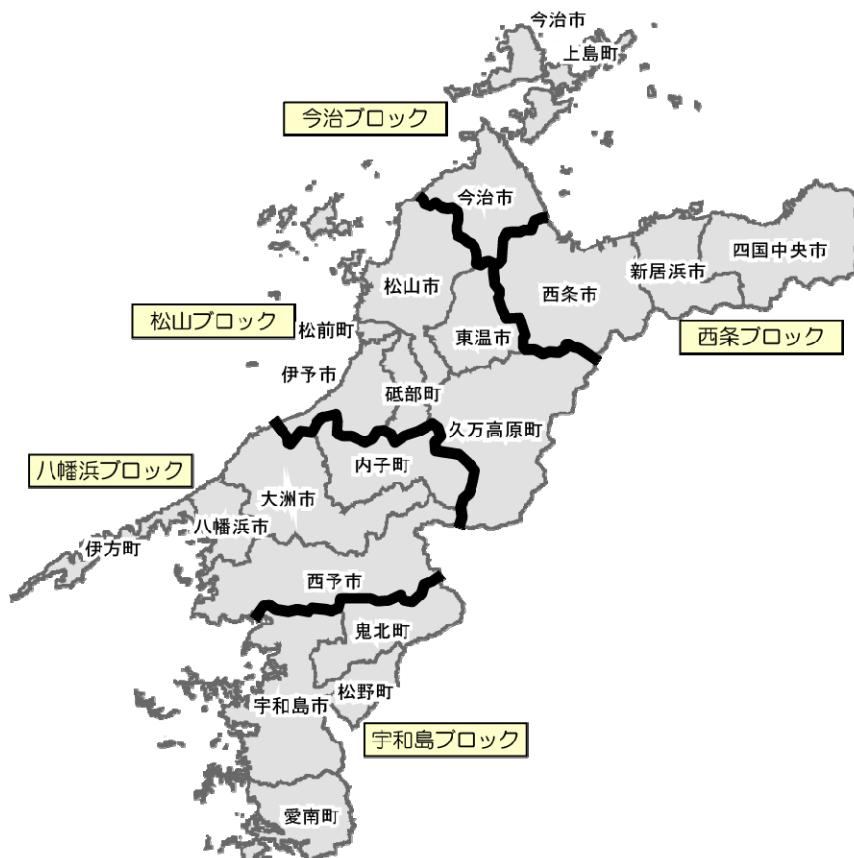 今治市
上島町
今治ブロック
今治市
四国中央市
新居浜市
松山市
西条市
松山ブロック
松前町
東温市
西条ブロック
伊予市
砥部町
久万高原町
八幡浜ブロック
内子町
大洲市
八幡浜市
伊方町
西予市
鬼北町
松野町
宇和島市
宇和島ブロック
愛南町